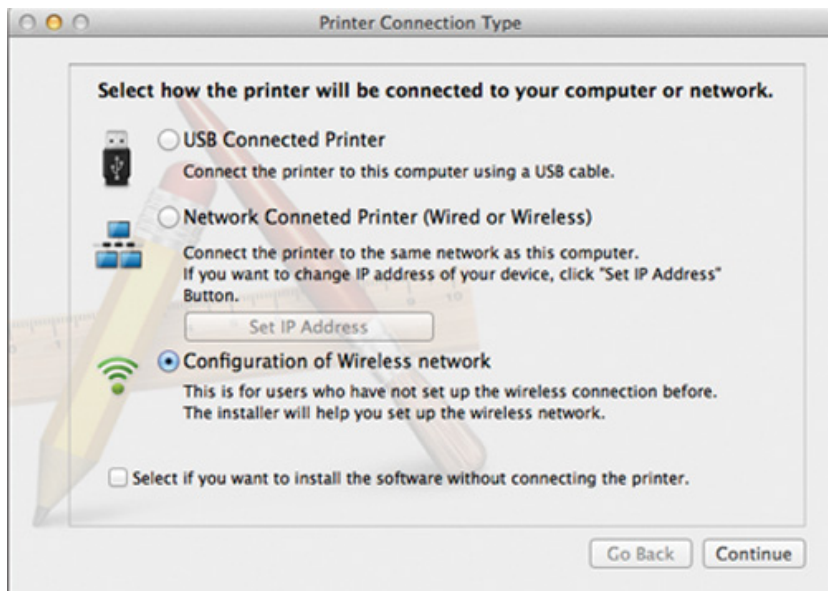 Printer Connection Type
Select how the printer will be connected to your computer or network.
USB Connected Printer
Connect the printer to this computer using a USB cable.
Network Conneted Printer (Wired or Wireless)
Connect the printer to the same network as this computer.
If you want to change IP address of your device, click "Set IP Address"
Button.
Set IP Address
Configuration of Wireless network
This is for users who have not set up the wireless connection before.
The installer will help you set up the wireless network.
Select if you want to install the software without connecting the printer.
Go Back Continue